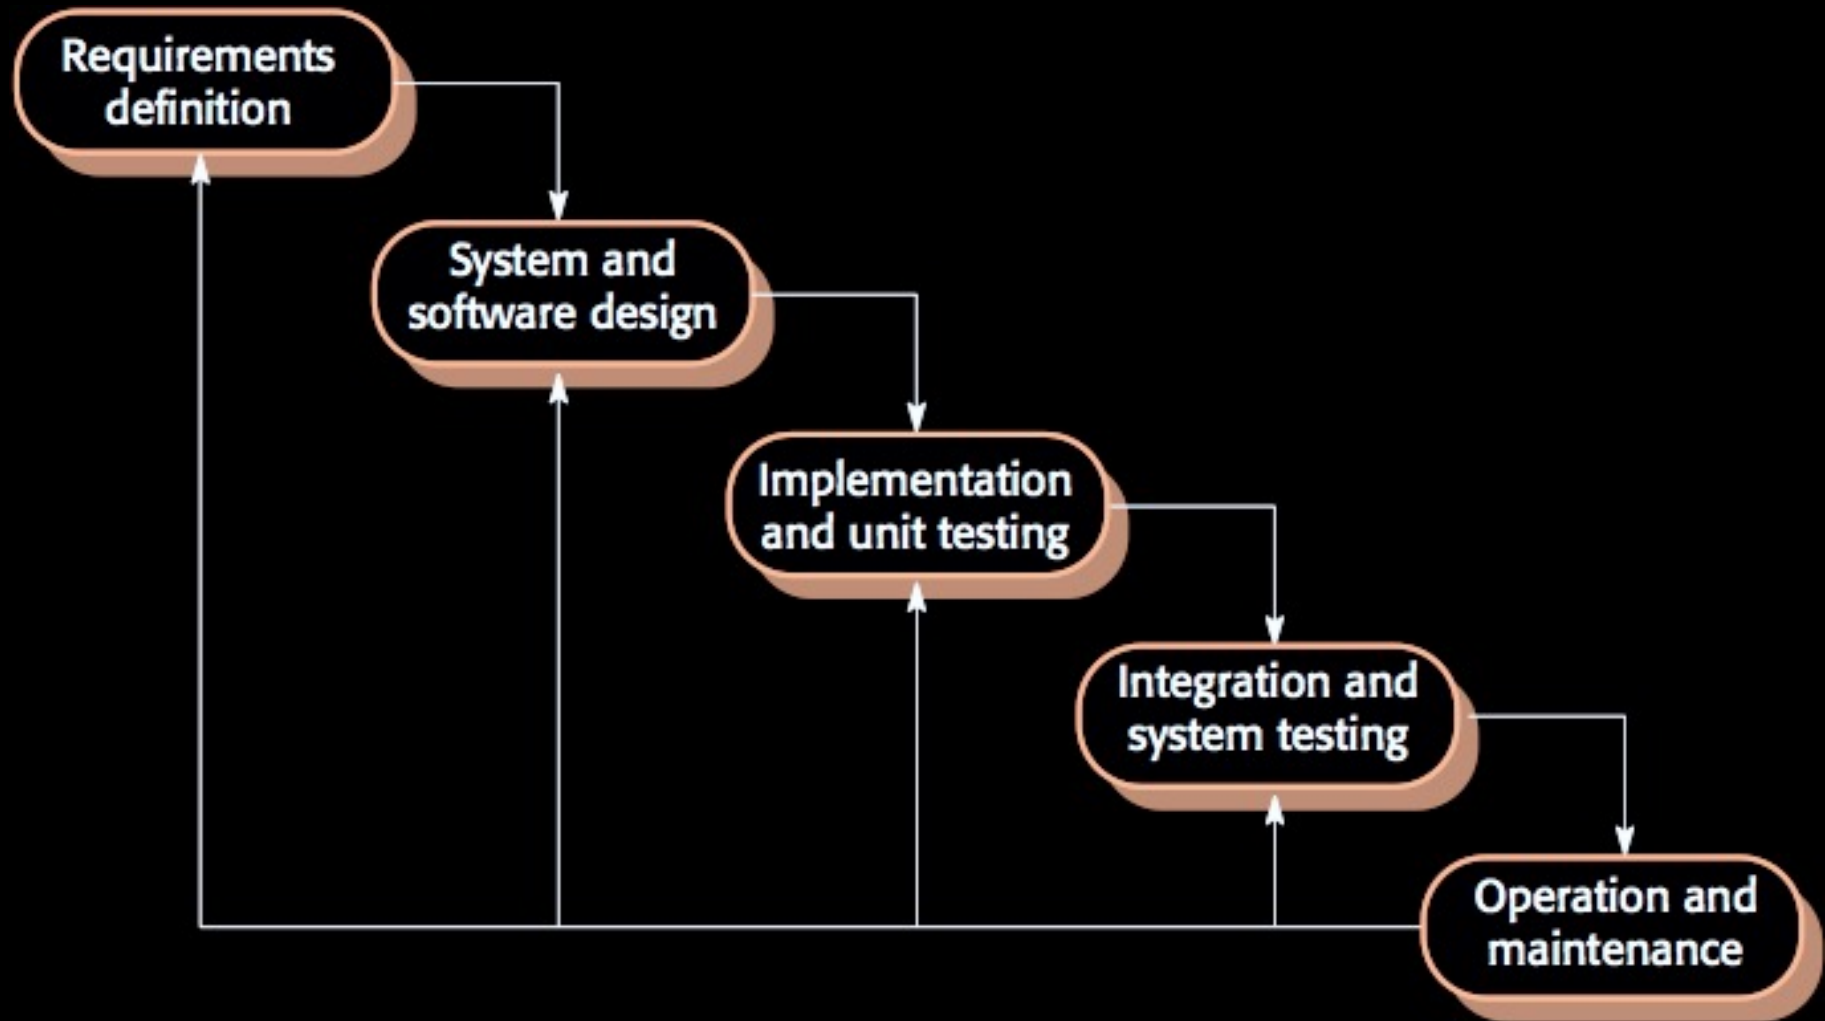 Requirements
definition
System and
software design
Implementation
and unit testing
Integration and
system testing
Operation and
maintenance